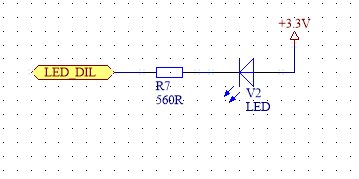 +3.3V
LED_DIL
R7
560R
V2
LED